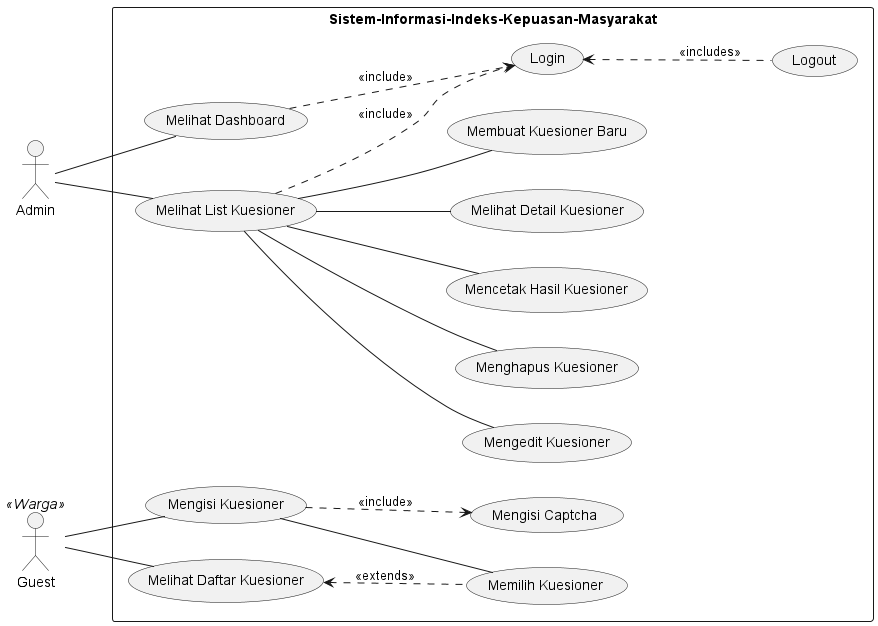 Sistem-Informasi-Indeks-Kepuasan-Masyarakat
«includes»
Login
Logout
«include»
«include»
Melihat Dashboard
Membuat Kuesioner Baru
Admin
Melihat List Kuesioner
Melihat Detail Kuesioner
Mencetak Hasil Kuesioner
Menghapus Kuesioner
Mengedit Kuesioner
«Warga»
Mengisi Kuesioner
«include»
Mengisi Captcha
Guest
Melihat Daftar Kuesioner
«extends»
Memilih Kuesioner